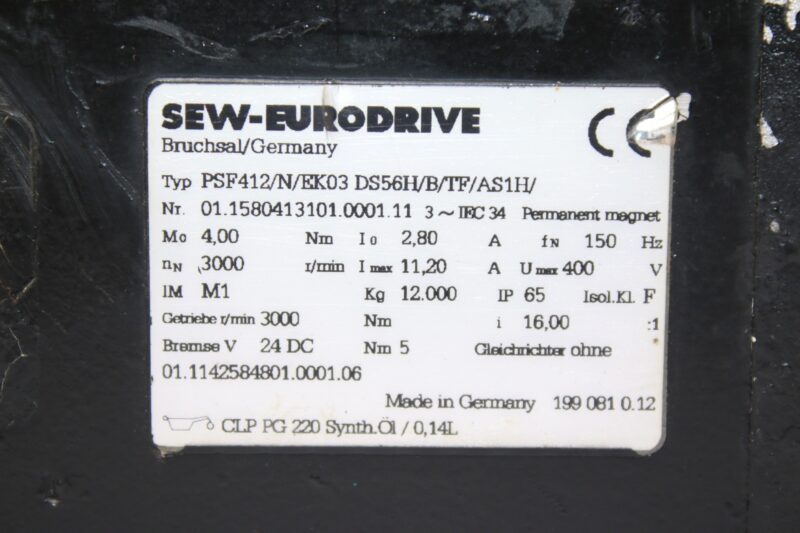 SEW-EURODRIVE CE
Bruchsal/Germany
Typ PSF412/N/EK03 DS56H/B/TF/AS1H/
Nr. 01.1580413101.0001.11 3~IEC 34 Permanent magnet
Mo 4,00 Nm Io 2,80 A fN 150 Hz
nN 3000 r/min Imax 11,20 A Umax 400 V
IM M1 Kg 12.000 IP 65 Isol.Kl. F
Getriebe r/min 3000 Nm i 16,00 :1
Bremse V 24 DC Nm 5 Gleichrichter ohne
01.1142584801.0001.06
Made in Germany 199 081 0.12
CLP PG 220 Synth.Öl / 0,14L